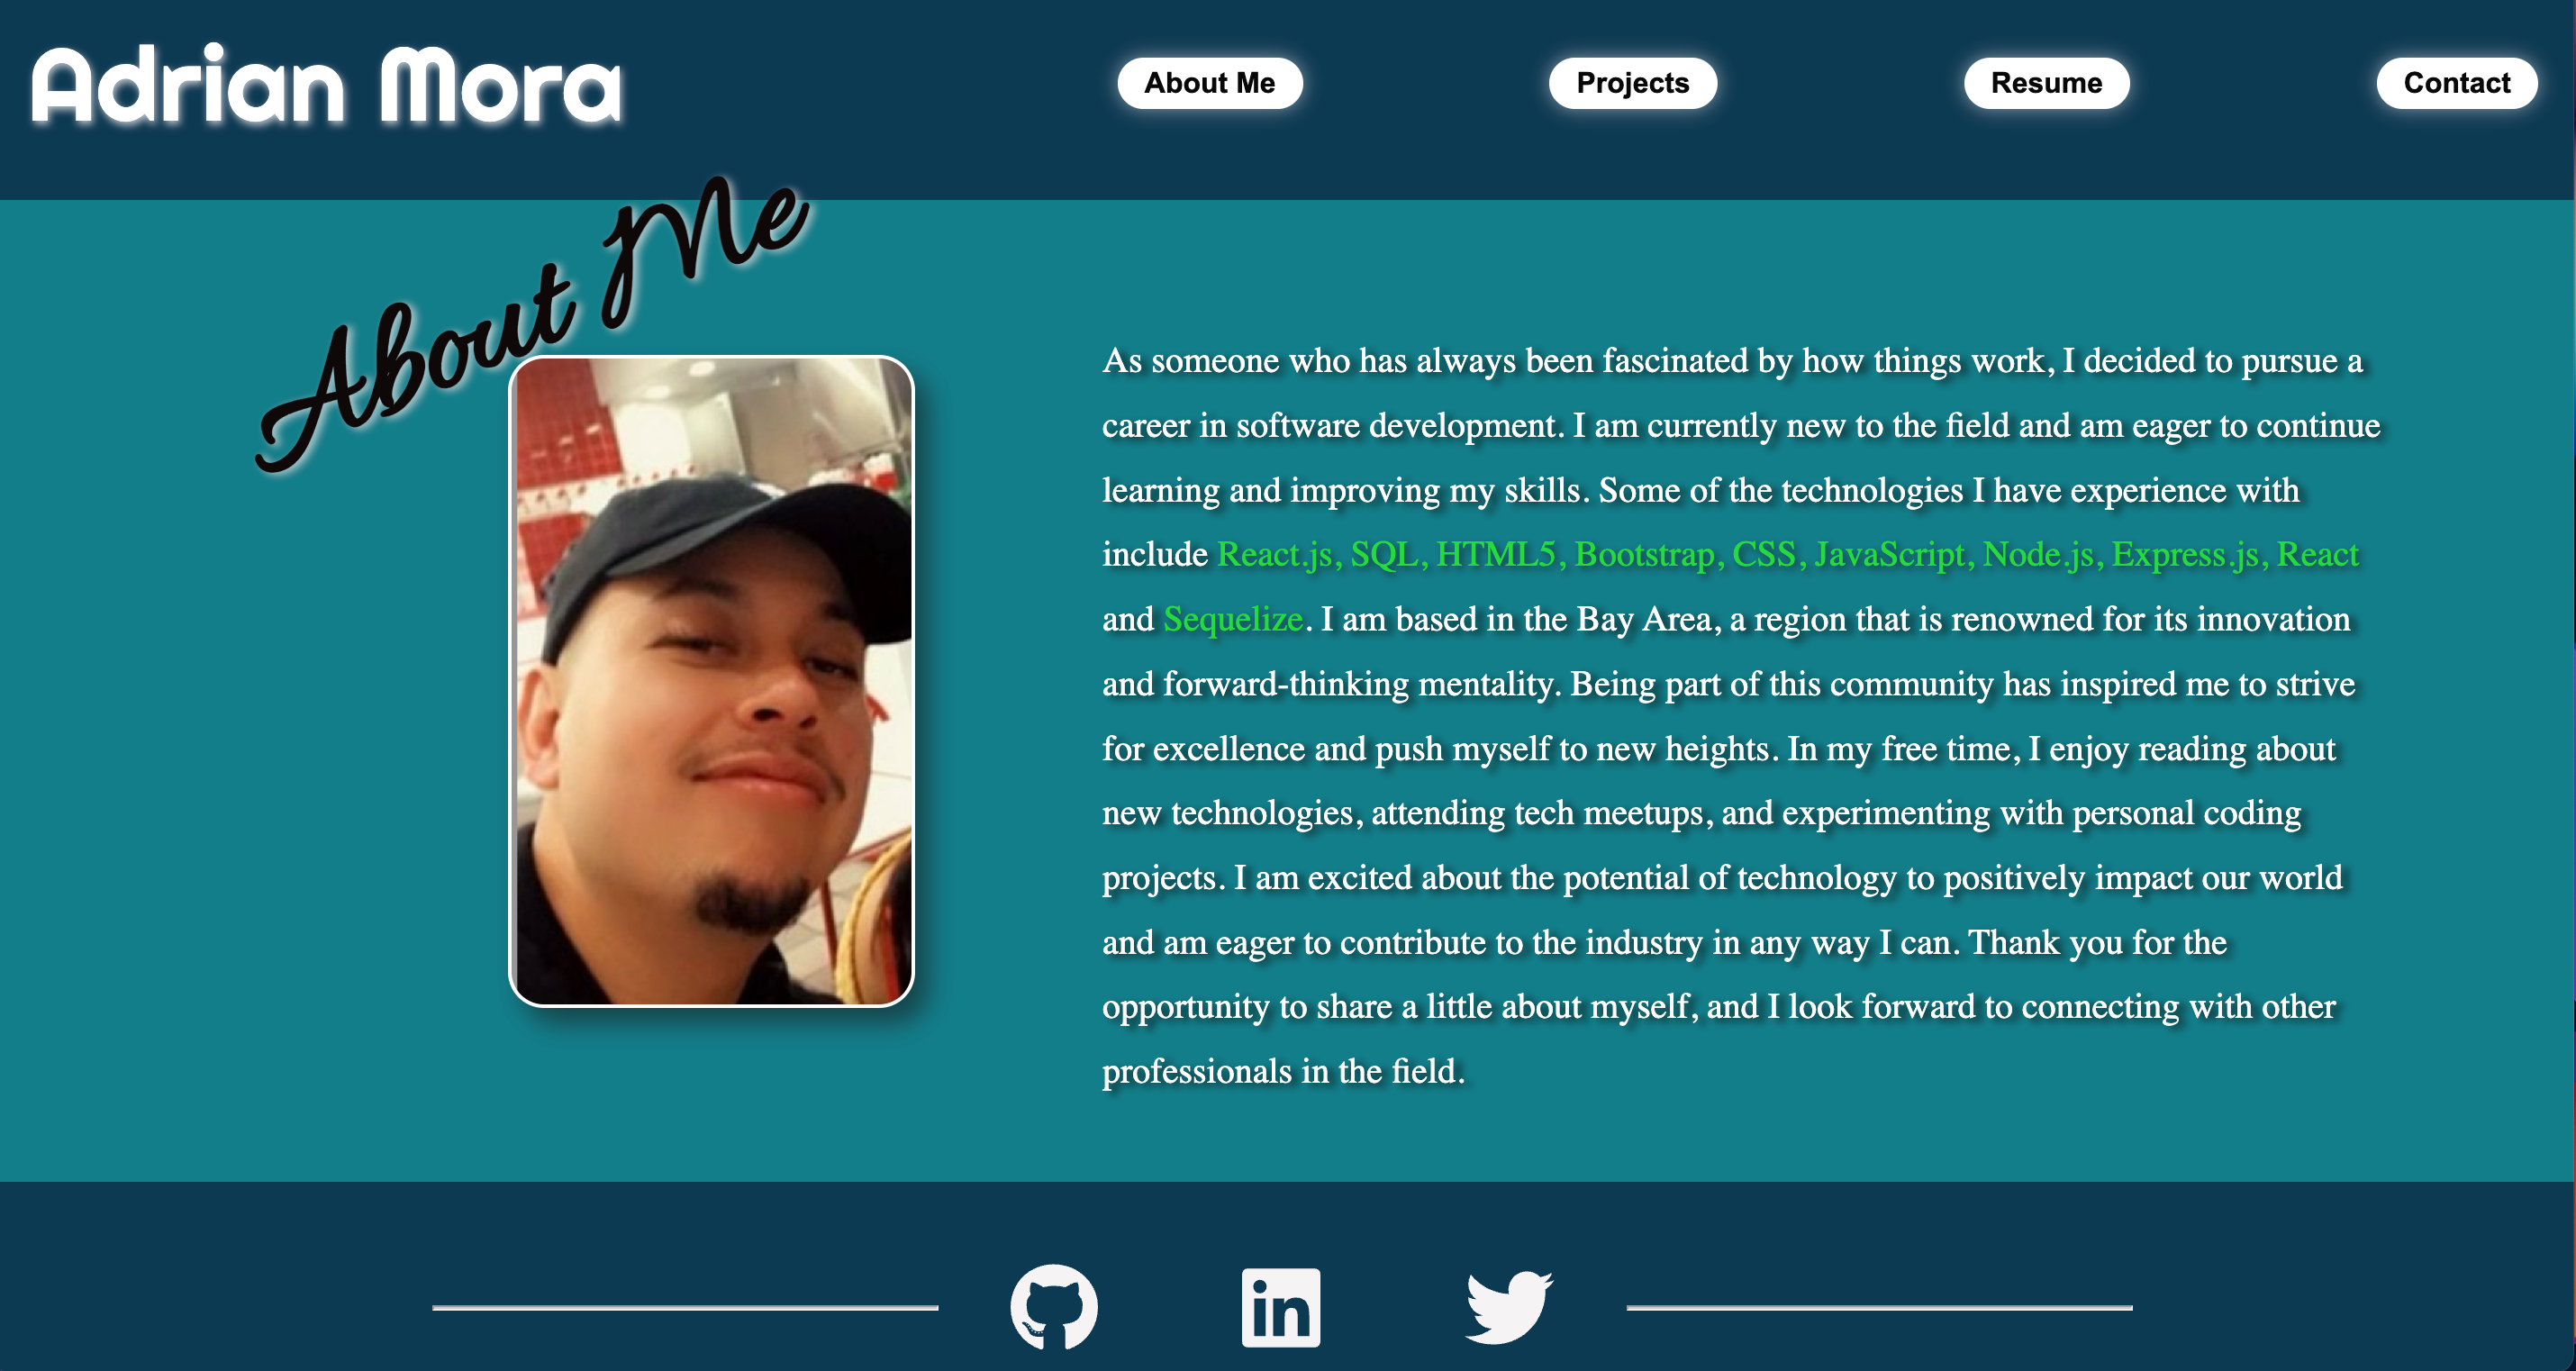 Adrian Mora
About Me
Projects
Resume
Contact
About Me
As someone who has always been fascinated by how things work, I decided to pursue a
career in software development. I am currently new to the field and am eager to continue
learning and improving my skills. Some of the technologies I have experience with
include React.js, SQL, HTML5, Bootstrap, CSS, JavaScript, Node.js, Express.js, React
and Sequelize. I am based in the Bay Area, a region that is renowned for its innovation
and forward-thinking mentality. Being part of this community has inspired me to strive
for excellence and push myself to new heights. In my free time, I enjoy reading about
new technologies, attending tech meetups, and experimenting with personal coding
projects. I am excited about the potential of technology to positively impact our world
and am eager to contribute to the industry in any way I can. Thank you for the
opportunity to share a little about myself, and I look forward to connecting with other
professionals in the field.
in